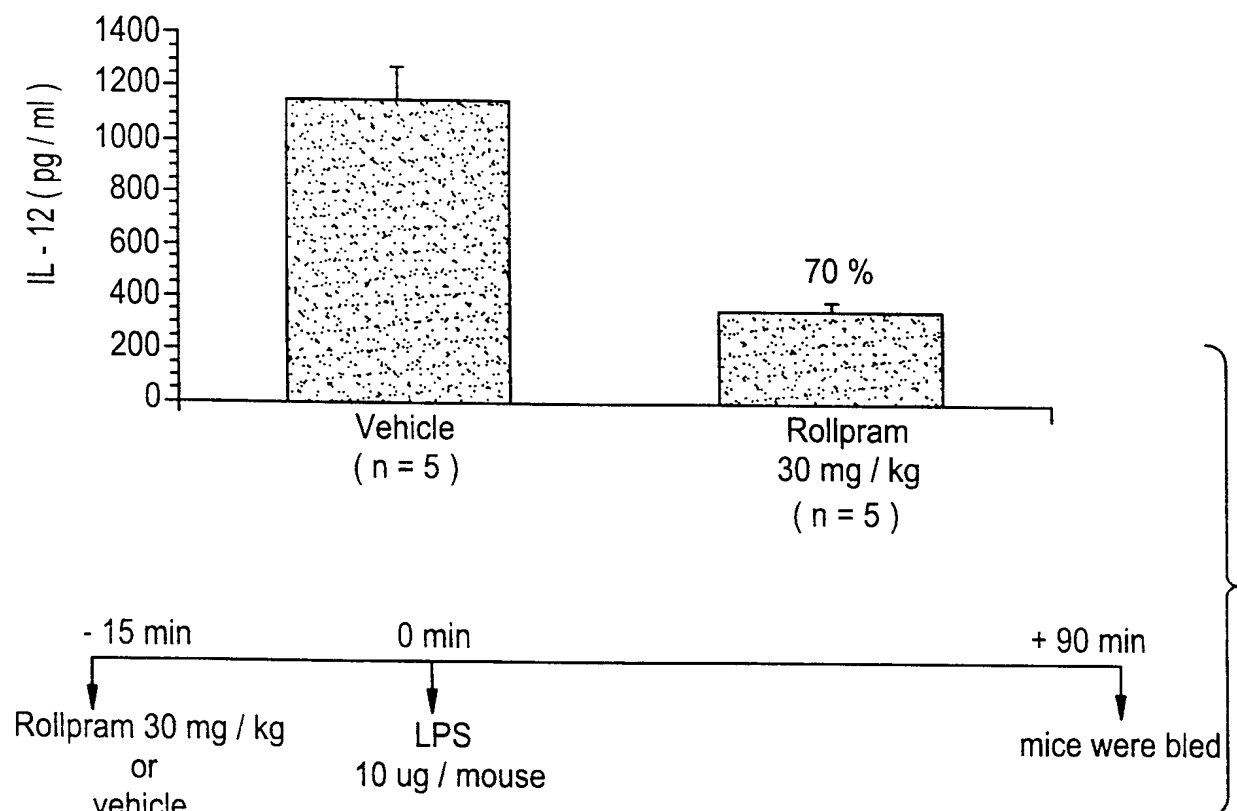 1400
1200
1000
800
600
400
200
0
IL - 12 ( pg / ml )
70 %
Vehicle
( n = 5 )
Rollpram
30 mg / kg
( n = 5 )
- 15 min
0 min
+ 90 min
Rollpram 30 mg / kg
or
vehicle
LPS
10 ug / mouse
mice were bled